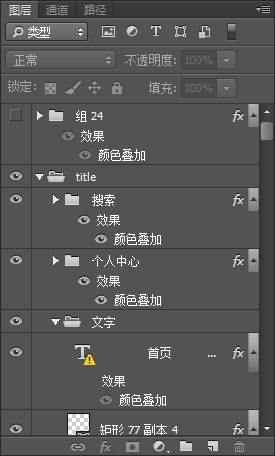 图层 通道 路径
类型
正常 不透明度: 100%
锁定: 填充: 100%
组 24 fx
效果
颜色叠加
title
搜索 fx
效果
颜色叠加
个人中心 fx
效果
颜色叠加
文字
T 首页 ... fx
效果
颜色叠加
矩形 77 副本 4
fx